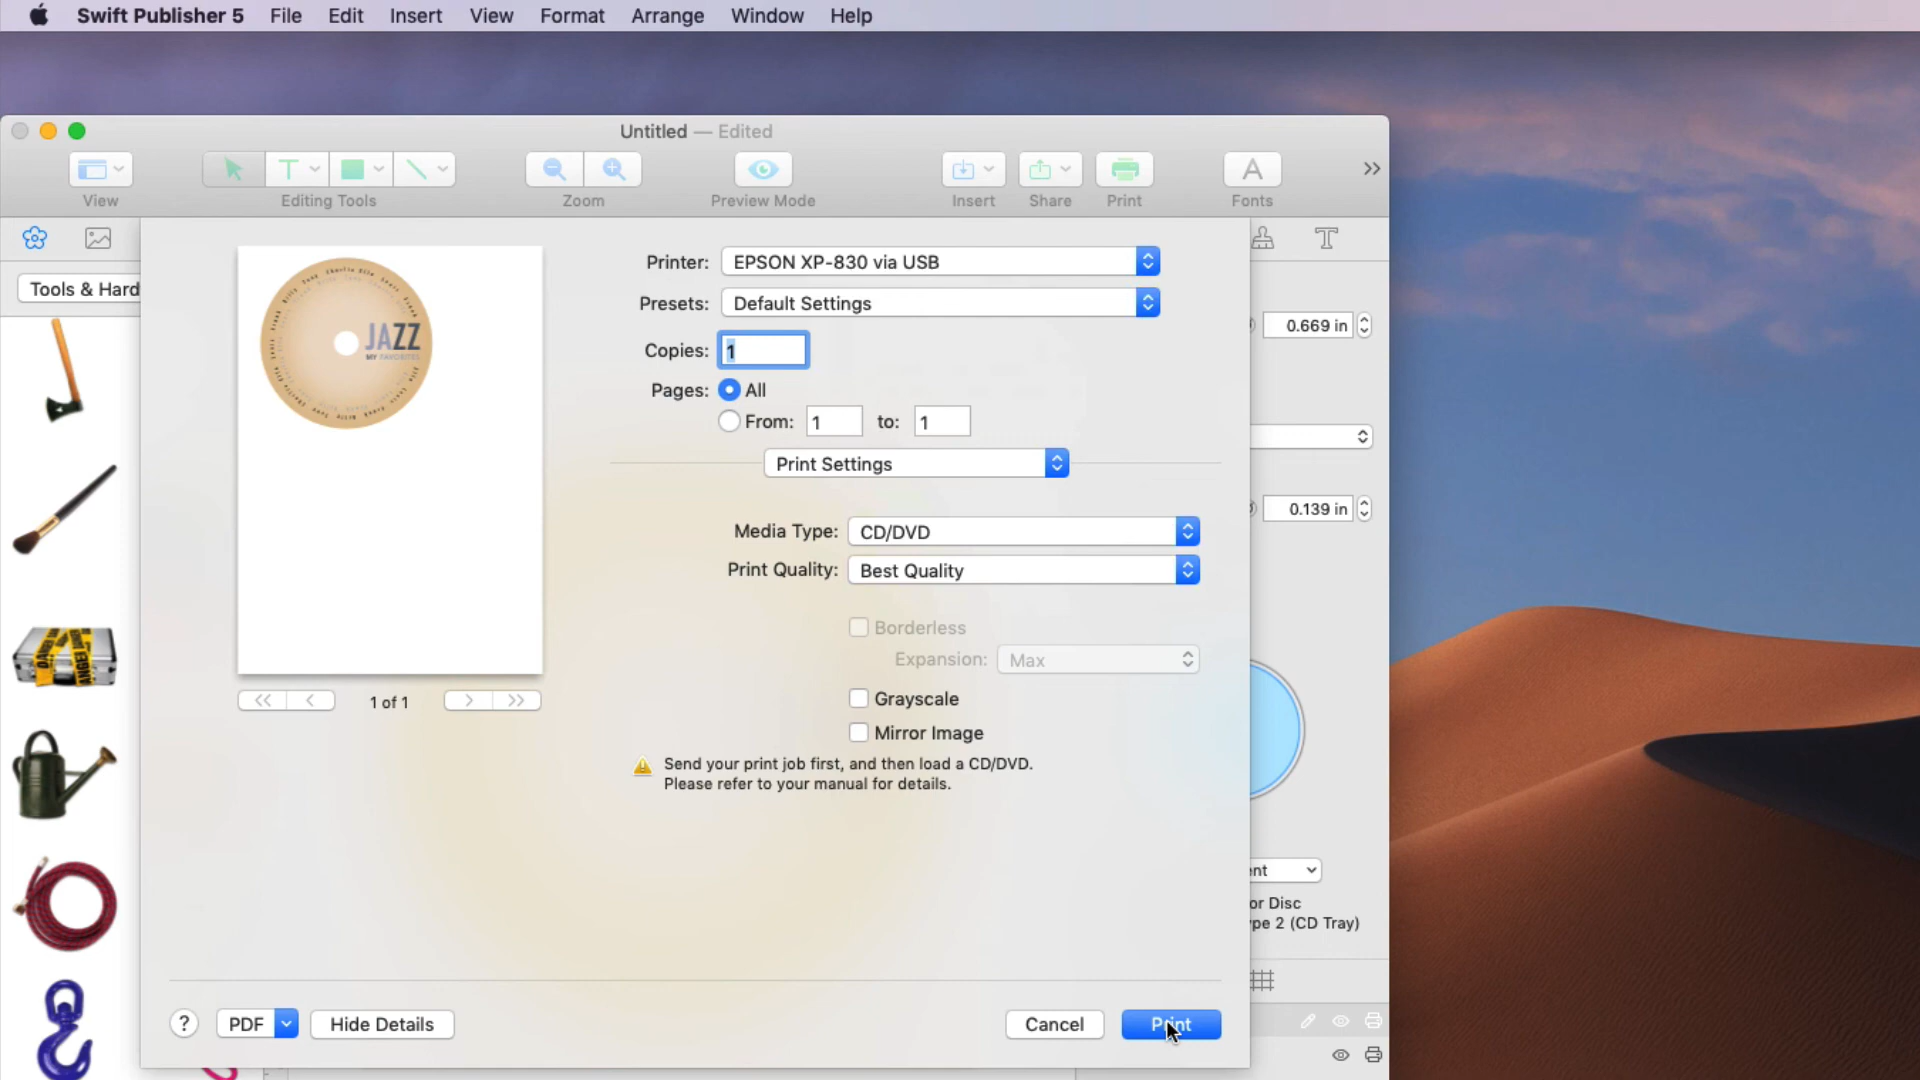 Swift Publisher 5 File Edit Insert View Format Arrange Window Help
Untitled — Edited
View Editing Tools Zoom Preview Mode Insert Share Print Fonts
Tools & Hard
JAZZ
MY FAVORITES
Printer: EPSON XP-830 via USB
Presets: Default Settings
0.669 in
Copies: 1
Pages: All
From: 1 to: 1
Print Settings
0.139 in
Media Type: CD/DVD
Print Quality: Best Quality
Borderless
Expansion: Max
1 of 1
Grayscale
Mirror Image
Send your print job first, and then load a CD/DVD.
Please refer to your manual for details.
ent
or Disc
ype 2 (CD Tray)
? PDF Hide Details Cancel Print